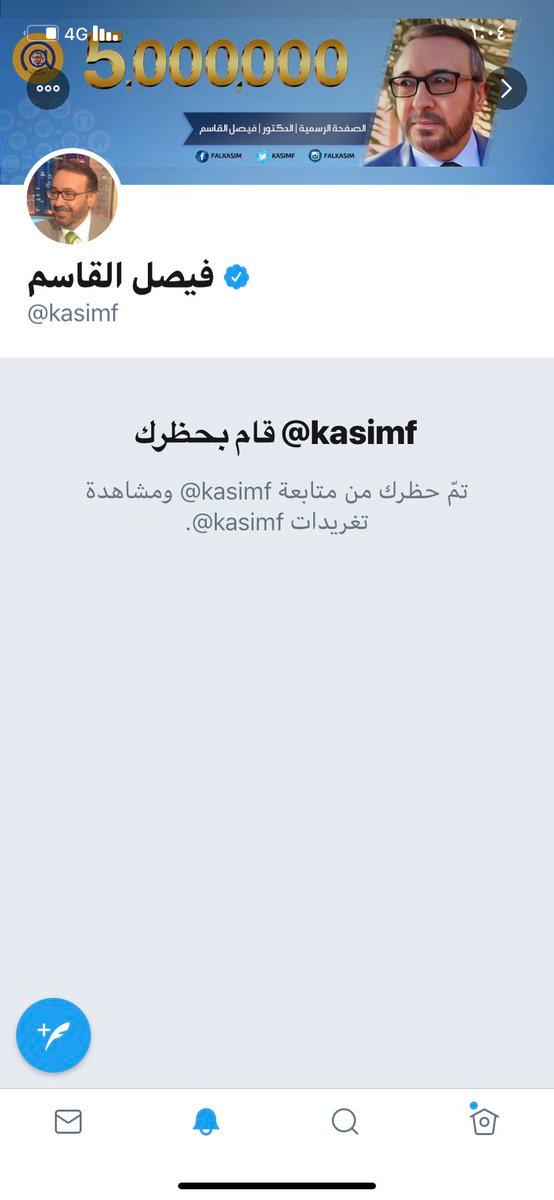 4G
١:٠٤
5,000,000
الصفحة الرسمية | الدكتور | فيصل القاسم
FALKASIM
KASIMF
FALKASIM
فيصل القاسم
@kasimf
@kasimf قام بحظرك
تمّ حظرك من متابعة @kasimf ومشاهدة
تغريدات @kasimf.